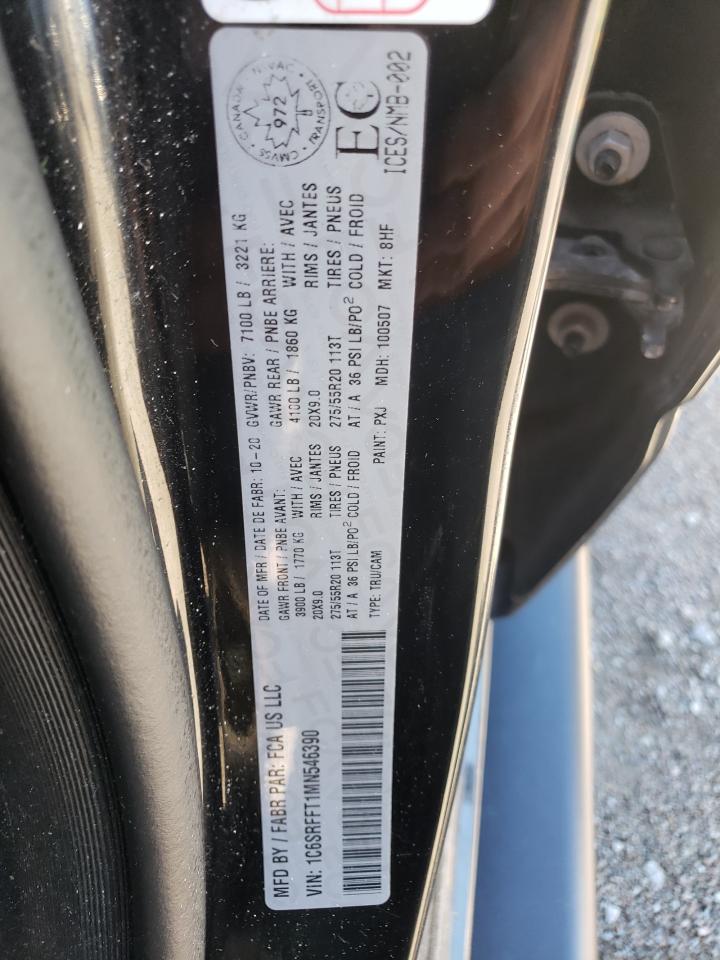 MFD BY / FABR PAR: FCA US LLC
DATE OF MFR / DATE DE FABR: 10-20
GVWR/PNBV: 7100 LB / 3221 KG
GAWR FRONT / PNBE AVANT:
3900 LB / 1770 KG WITH / AVEC
20X9.0 RIMS / JANTES
275/55R20 113T TIRES / PNEUS
AT / A 36 PSI LB/PO² COLD / FROID
GAWR REAR / PNBE ARRIERE:
4100 LB / 1860 KG WITH / AVEC
20X9.0 RIMS / JANTES
275/55R20 113T TIRES / PNEUS
AT / A 36 PSI LB/PO² COLD / FROID
VIN: 1C6SRFFT1MN546390
TYPE: TRU/CAM PAINT: PXJ MDH: 100507 MKT: 8HF
CANADA
972
TRANSPORT
CMVSS
NVAC
EC
ICES/NMB-002